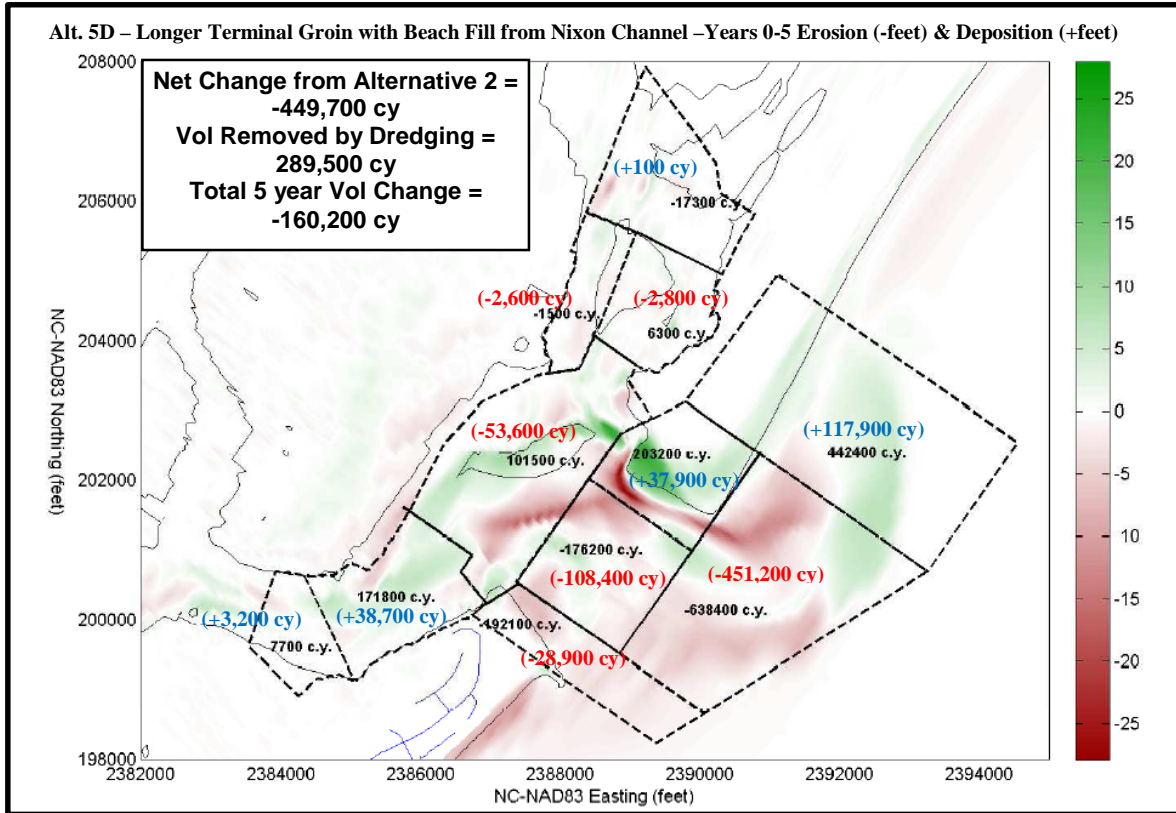 Alt. 5D – Longer Terminal Groin with Beach Fill from Nixon Channel –Years 0-5 Erosion (-feet) & Deposition (+feet)
208000
Net Change from Alternative 2 =
-449,700 cy
Vol Removed by Dredging =
289,500 cy
Total 5 year Vol Change =
-160,200 cy
25
20
15
10
5
0
-5
-10
-15
-20
-25
(+100 cy)
-17300 c.y.
206000
(-2,600 cy)
-1500 c.y.
(-2,800 cy)
6300 c.y.
204000
NC-NAD83 Northing (feet)
(-53,600 cy)
101500 c.y.
203200 c.y.
(+37,900 cy)
(+117,900 cy)
442400 c.y.
202000
-176200 c.y.
(-108,400 cy)
(-451,200 cy)
-638400 c.y.
171800 c.y.
(+38,700 cy)
(+3,200 cy)
7700 c.y.
200000
-192100 c.y.
(-28,900 cy)
198000
2382000
2384000
2386000
2388000
2390000
2392000
2394000
NC-NAD83 Easting (feet)